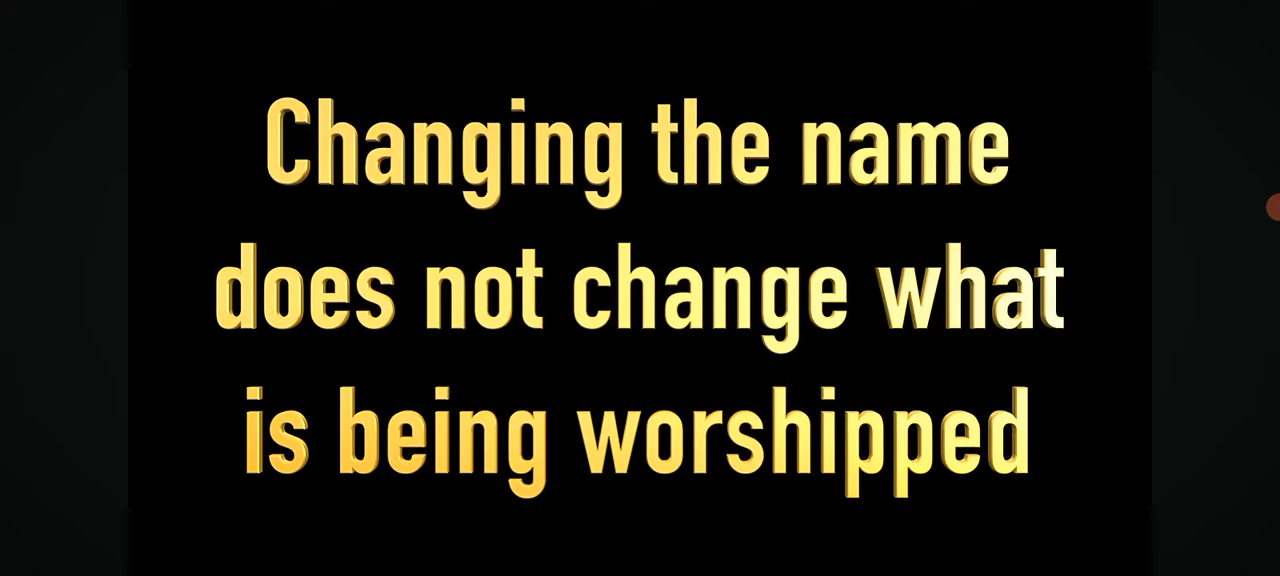 Changing the name
does not change what
is being worshipped